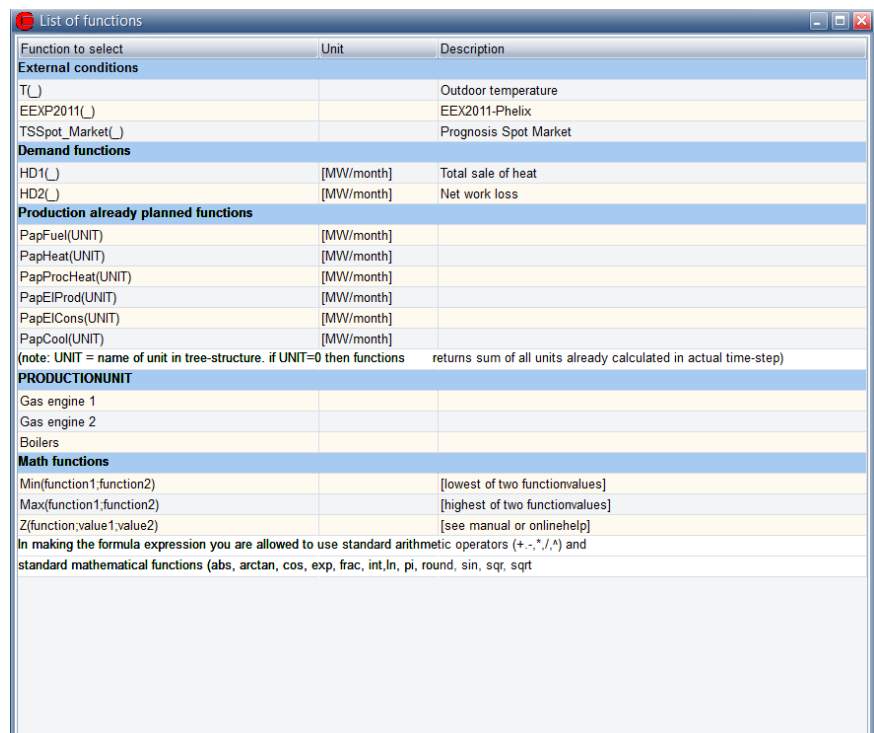 List of functions
Function to select Unit Description
External conditions
T(_) Outdoor temperature
EEXP2011(_) EEX2011-Phelix
TSSpot_Market(_) Prognosis Spot Market
Demand functions
HD1(_) [MW/month] Total sale of heat
HD2(_) [MW/month] Net work loss
Production already planned functions
PapFuel(UNIT) [MW/month]
PapHeat(UNIT) [MW/month]
PapProcHeat(UNIT) [MW/month]
PapElProd(UNIT) [MW/month]
PapElCons(UNIT) [MW/month]
PapCool(UNIT) [MW/month]
(note: UNIT = name of unit in tree-structure. if UNIT=0 then functions returns sum of all units already calculated in actual time-step)
PRODUCTIONUNIT
Gas engine 1
Gas engine 2
Boilers
Math functions
Min(function1;function2) [lowest of two functionvalues]
Max(function1;function2) [highest of two functionvalues]
Z(function;value1;value2) [see manual or onlinehelp]
In making the formula expression you are allowed to use standard arithmetic operators (+.-,*,/,^) and
standard mathematical functions (abs, arctan, cos, exp, frac, int,ln, pi, round, sin, sqr, sqrt